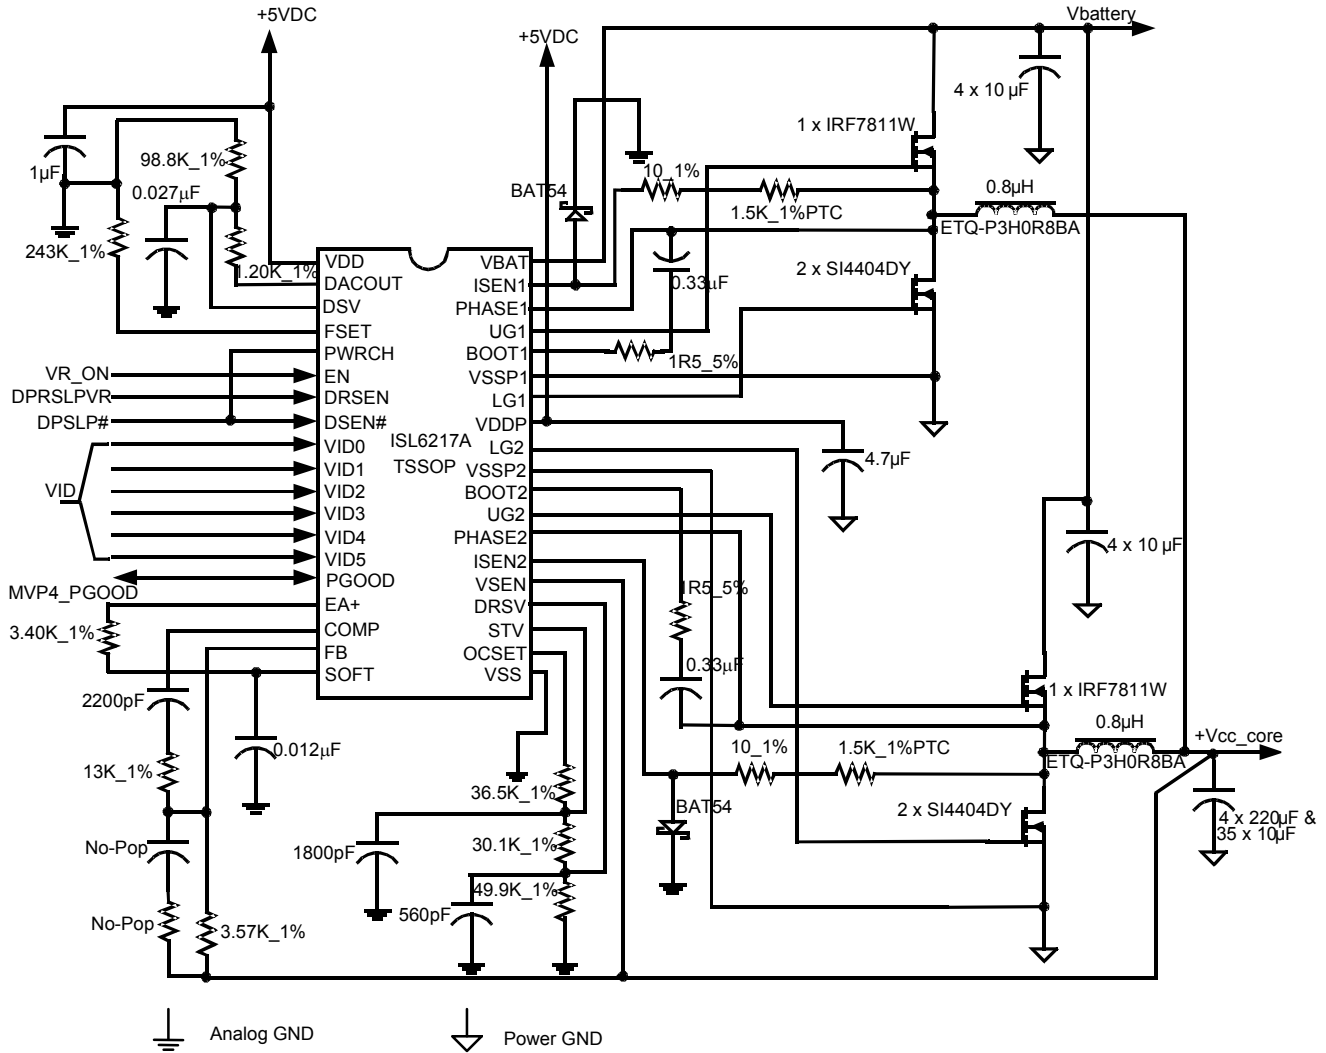 +5VDC
Vbattery
+5VDC
4 x 10 µF
1 x IRF7811W
1µF
98.8K_1%
0.027µF
10_1%
BAT54
1.5K_1%PTC
0.8µH
ETQ-P3H0R8BA
243K_1%
1.20K_1%
0.33µF
2 x SI4404DY
VDD
DACOUT
DSV
FSET
PWRCH
EN
DRSEN
DSEN#
VID0
VID1
VID2
VID3
VID4
VID5
PGOOD
EA+
COMP
FB
SOFT
ISL6217A
TSSOP
VBAT
ISEN1
PHASE1
UG1
BOOT1
VSSP1
LG1
VDDP
LG2
VSSP2
BOOT2
UG2
PHASE2
ISEN2
VSEN
DRSV
STV
OCSET
VSS
1R5_5%
VR_ON
DPRSLPVR
DPSLP#
VID
MVP4_PGOOD
4.7µF
4 x 10 µF
1R5_5%
0.33µF
3.40K_1%
2200pF
0.012µF
13K_1%
No-Pop
No-Pop
3.57K_1%
1 x IRF7811W
0.8µH
ETQ-P3H0R8BA
+Vcc_core
10_1%
1.5K_1%PTC
BAT54
2 x SI4404DY
4 x 220µF &
35 x 10µF
36.5K_1%
30.1K_1%
49.9K_1%
1800pF
560pF
Analog GND
Power GND